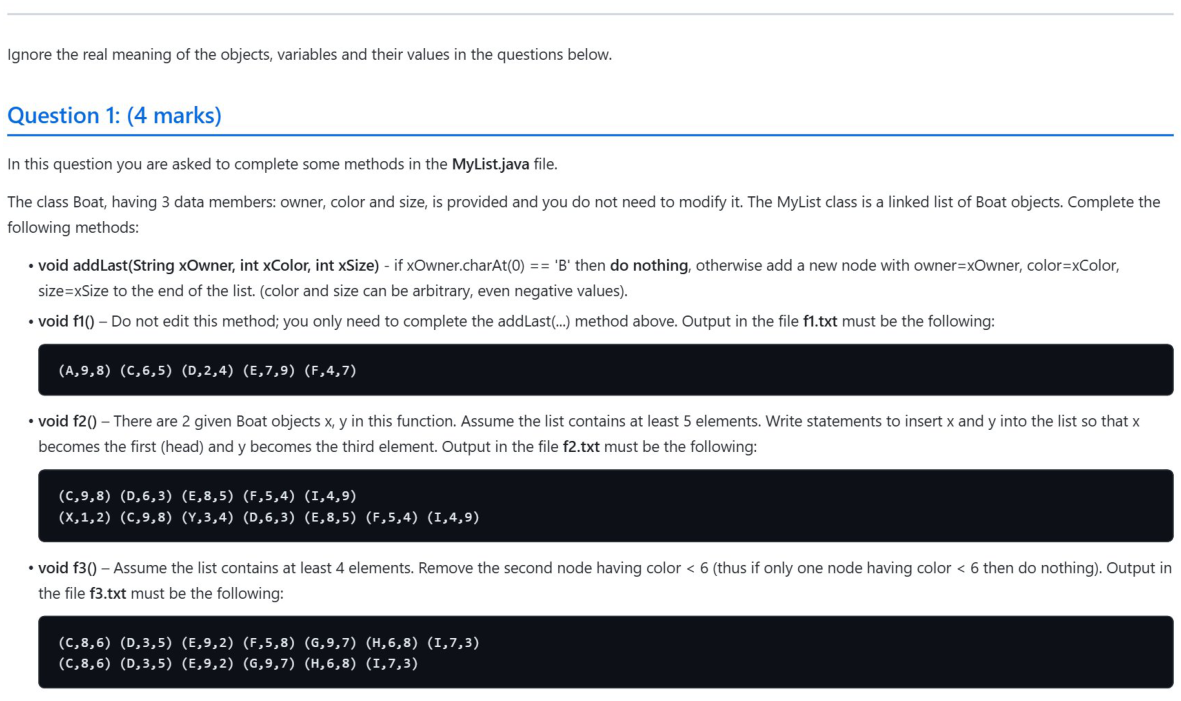 Ignore the real meaning of the objects, variables and their values in the questions below.
Question 1: (4 marks)
In this question you are asked to complete some methods in the MyList.java file.
The class Boat, having 3 data members: owner, color and size, is provided and you do not need to modify it. The MyList class is a linked list of Boat objects. Complete the
following methods:
• void addLast(String xOwner, int xColor, int xSize) - if xOwner.charAt(0) == 'B' then do nothing, otherwise add a new node with owner=xOwner, color=xColor,
size=xSize to the end of the list. (color and size can be arbitrary, even negative values).
• void f1() – Do not edit this method; you only need to complete the addLast(...) method above. Output in the file f1.txt must be the following:
(A,9,8) (C,6,5) (D,2,4) (E,7,9) (F,4,7)
• void f2() – There are 2 given Boat objects x, y in this function. Assume the list contains at least 5 elements. Write statements to insert x and y into the list so that x
becomes the first (head) and y becomes the third element. Output in the file f2.txt must be the following:
(C,9,8) (D,6,3) (E,8,5) (F,5,4) (I,4,9)
(X,1,2) (C,9,8) (Y,3,4) (D,6,3) (E,8,5) (F,5,4) (I,4,9)
• void f3() – Assume the list contains at least 4 elements. Remove the second node having color < 6 (thus if only one node having color < 6 then do nothing). Output in
the file f3.txt must be the following:
(C,8,6) (D,3,5) (E,9,2) (F,5,8) (G,9,7) (H,6,8) (I,7,3)
(C,8,6) (D,3,5) (E,9,2) (G,9,7) (H,6,8) (I,7,3)